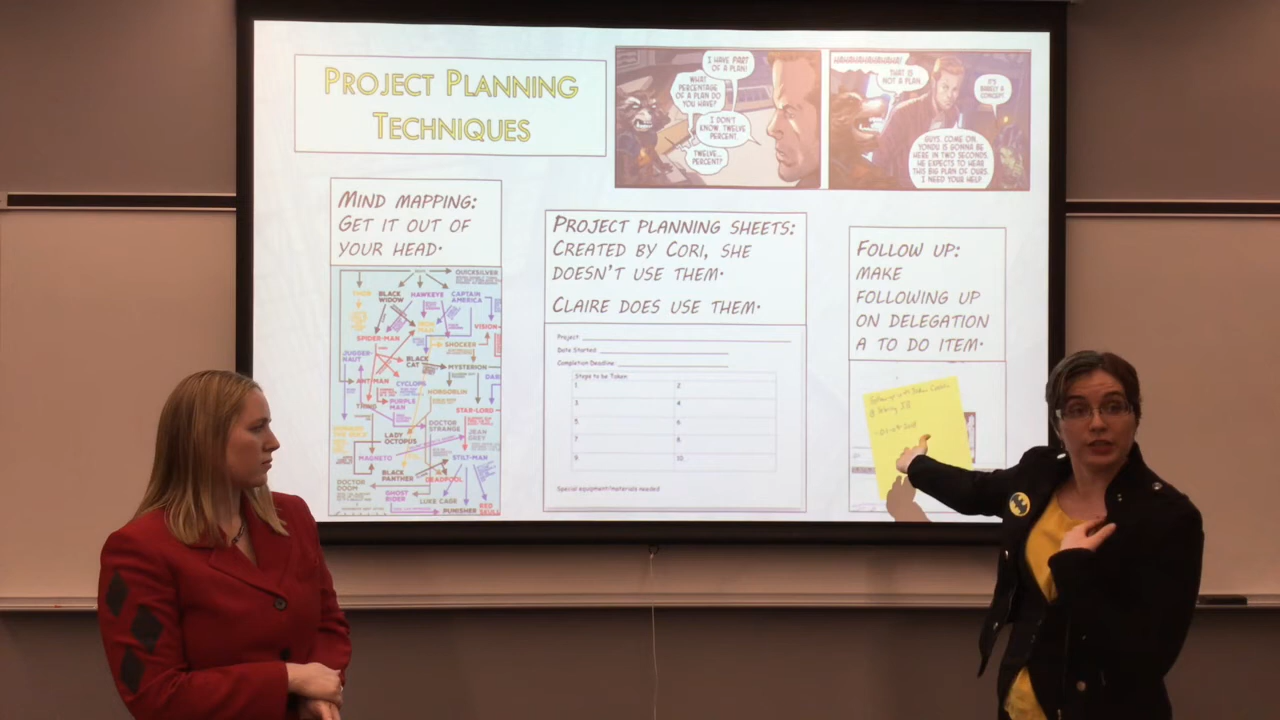 PROJECT PLANNING
TECHNIQUES
I HAVE PART
OF A PLAN!
WHAT
PERCENTAGE
OF A PLAN DO
YOU HAVE?
I DON'T
KNOW. TWELVE
PERCENT.
TWELVE...
PERCENT?
HAHAHAHAHAHAHA!
THAT IS
NOT A PLAN
IT'S
BARELY A
CONCEPT.
GUYS, COME ON.
YONDU IS GONNA BE
HERE IN TWO SECONDS.
HE EXPECTS TO HEAR
THIS BIG PLAN OF OURS.
I NEED YOUR HELP
MIND MAPPING:
GET IT OUT OF
YOUR HEAD.
QUICKSILVER
THOR
BLACK
WIDOW
HAWKEYE
CAPTAIN
AMERICA
IRON
MAN
VISION
SPIDER-MAN
SHOCKER
JUGGER-
NAUT
BLACK
CAT
MYSTERION
ANT-MAN
CYCLOPS
HOBGOBLIN
THING
PURPLE
MAN
STAR-LORD
DOCTOR
STRANGE
JEAN
GREY
LADY
OCTOPUS
MAGNETO
STILT-MAN
BLACK
PANTHER
DEADPOOL
DOCTOR
DOOM
GHOST
RIDER
LUKE CAGE
PUNISHER
RED
SKULL
PROJECT PLANNING SHEETS:
CREATED BY CORI, SHE
DOESN'T USE THEM.
CLAIRE DOES USE THEM.
Project:
Date Started:
Completion Deadline:
Steps to be Taken:
1 2
3 4
5 6
7 8
9 10
Special equipment/materials needed
FOLLOW UP:
MAKE
FOLLOWING UP
ON DELEGATION
A TO DO ITEM.